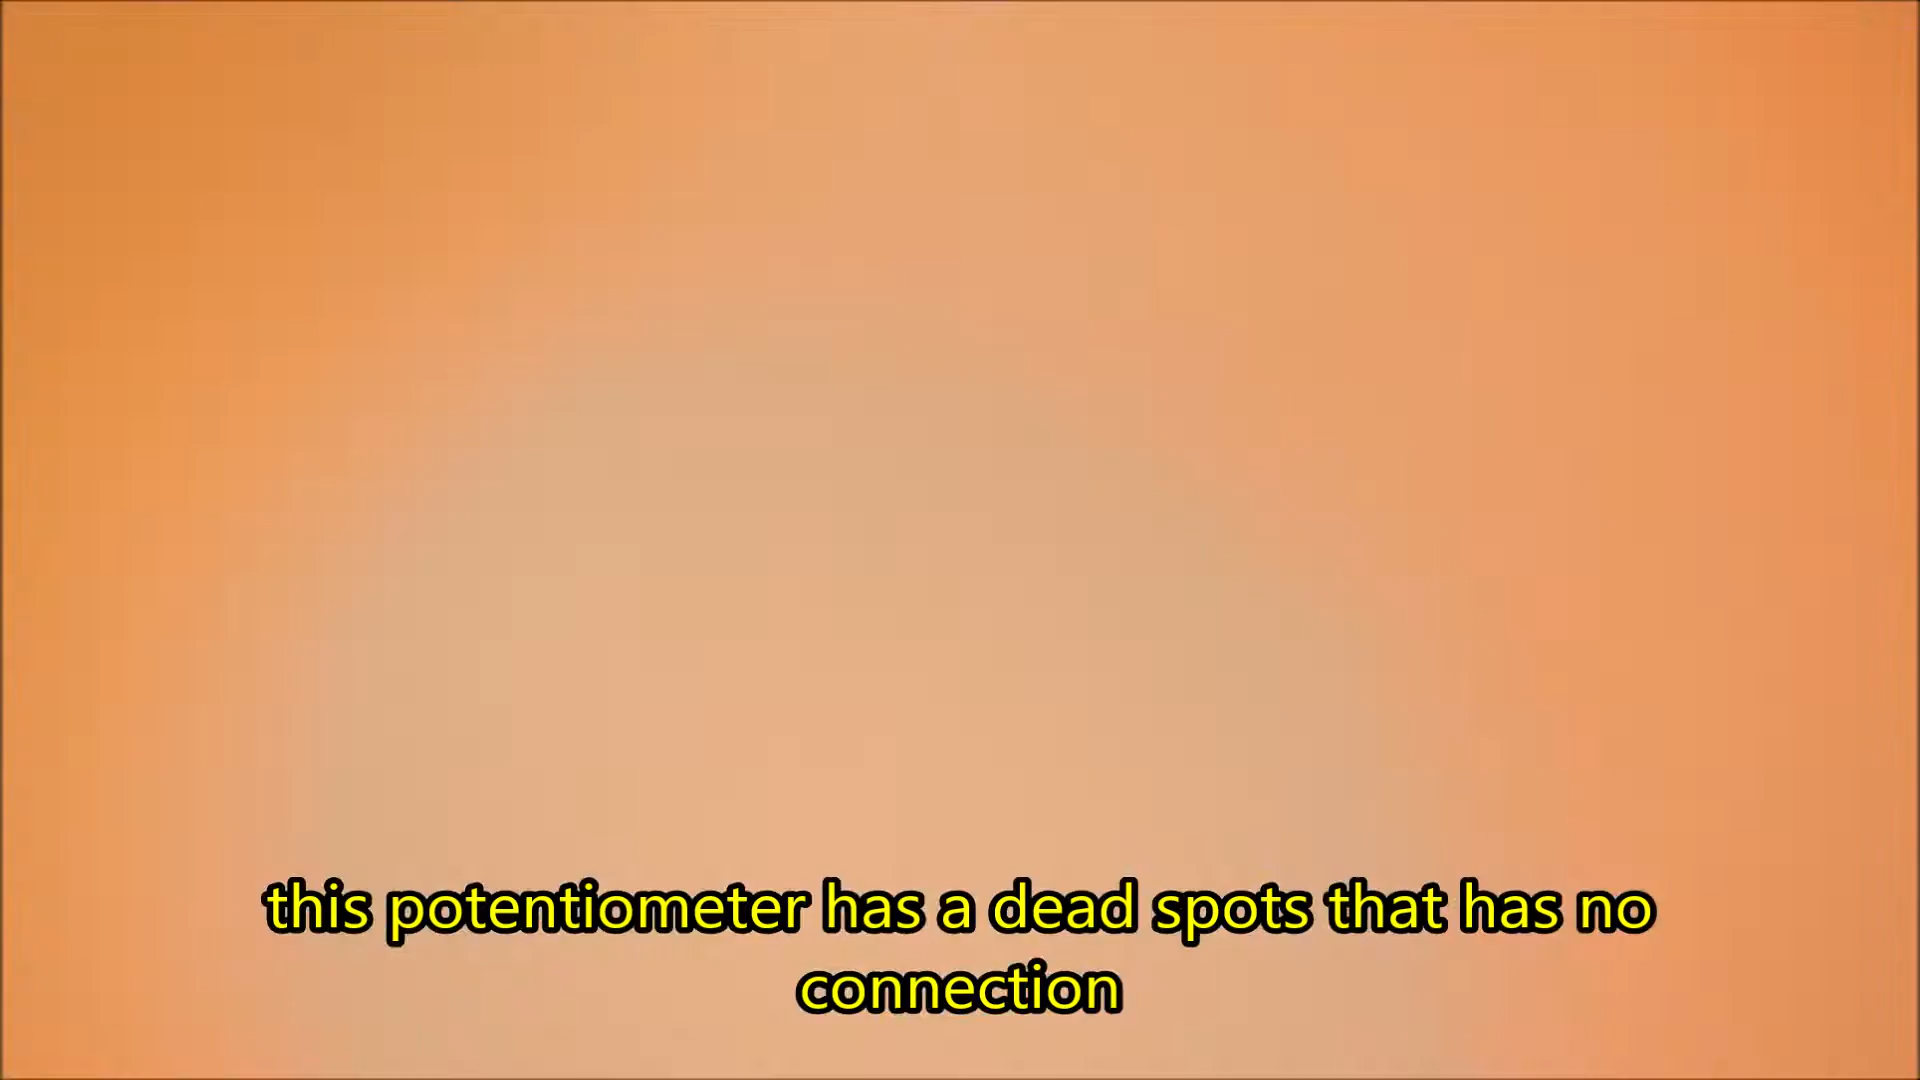 this potentiometer has a dead spots that has no
connection